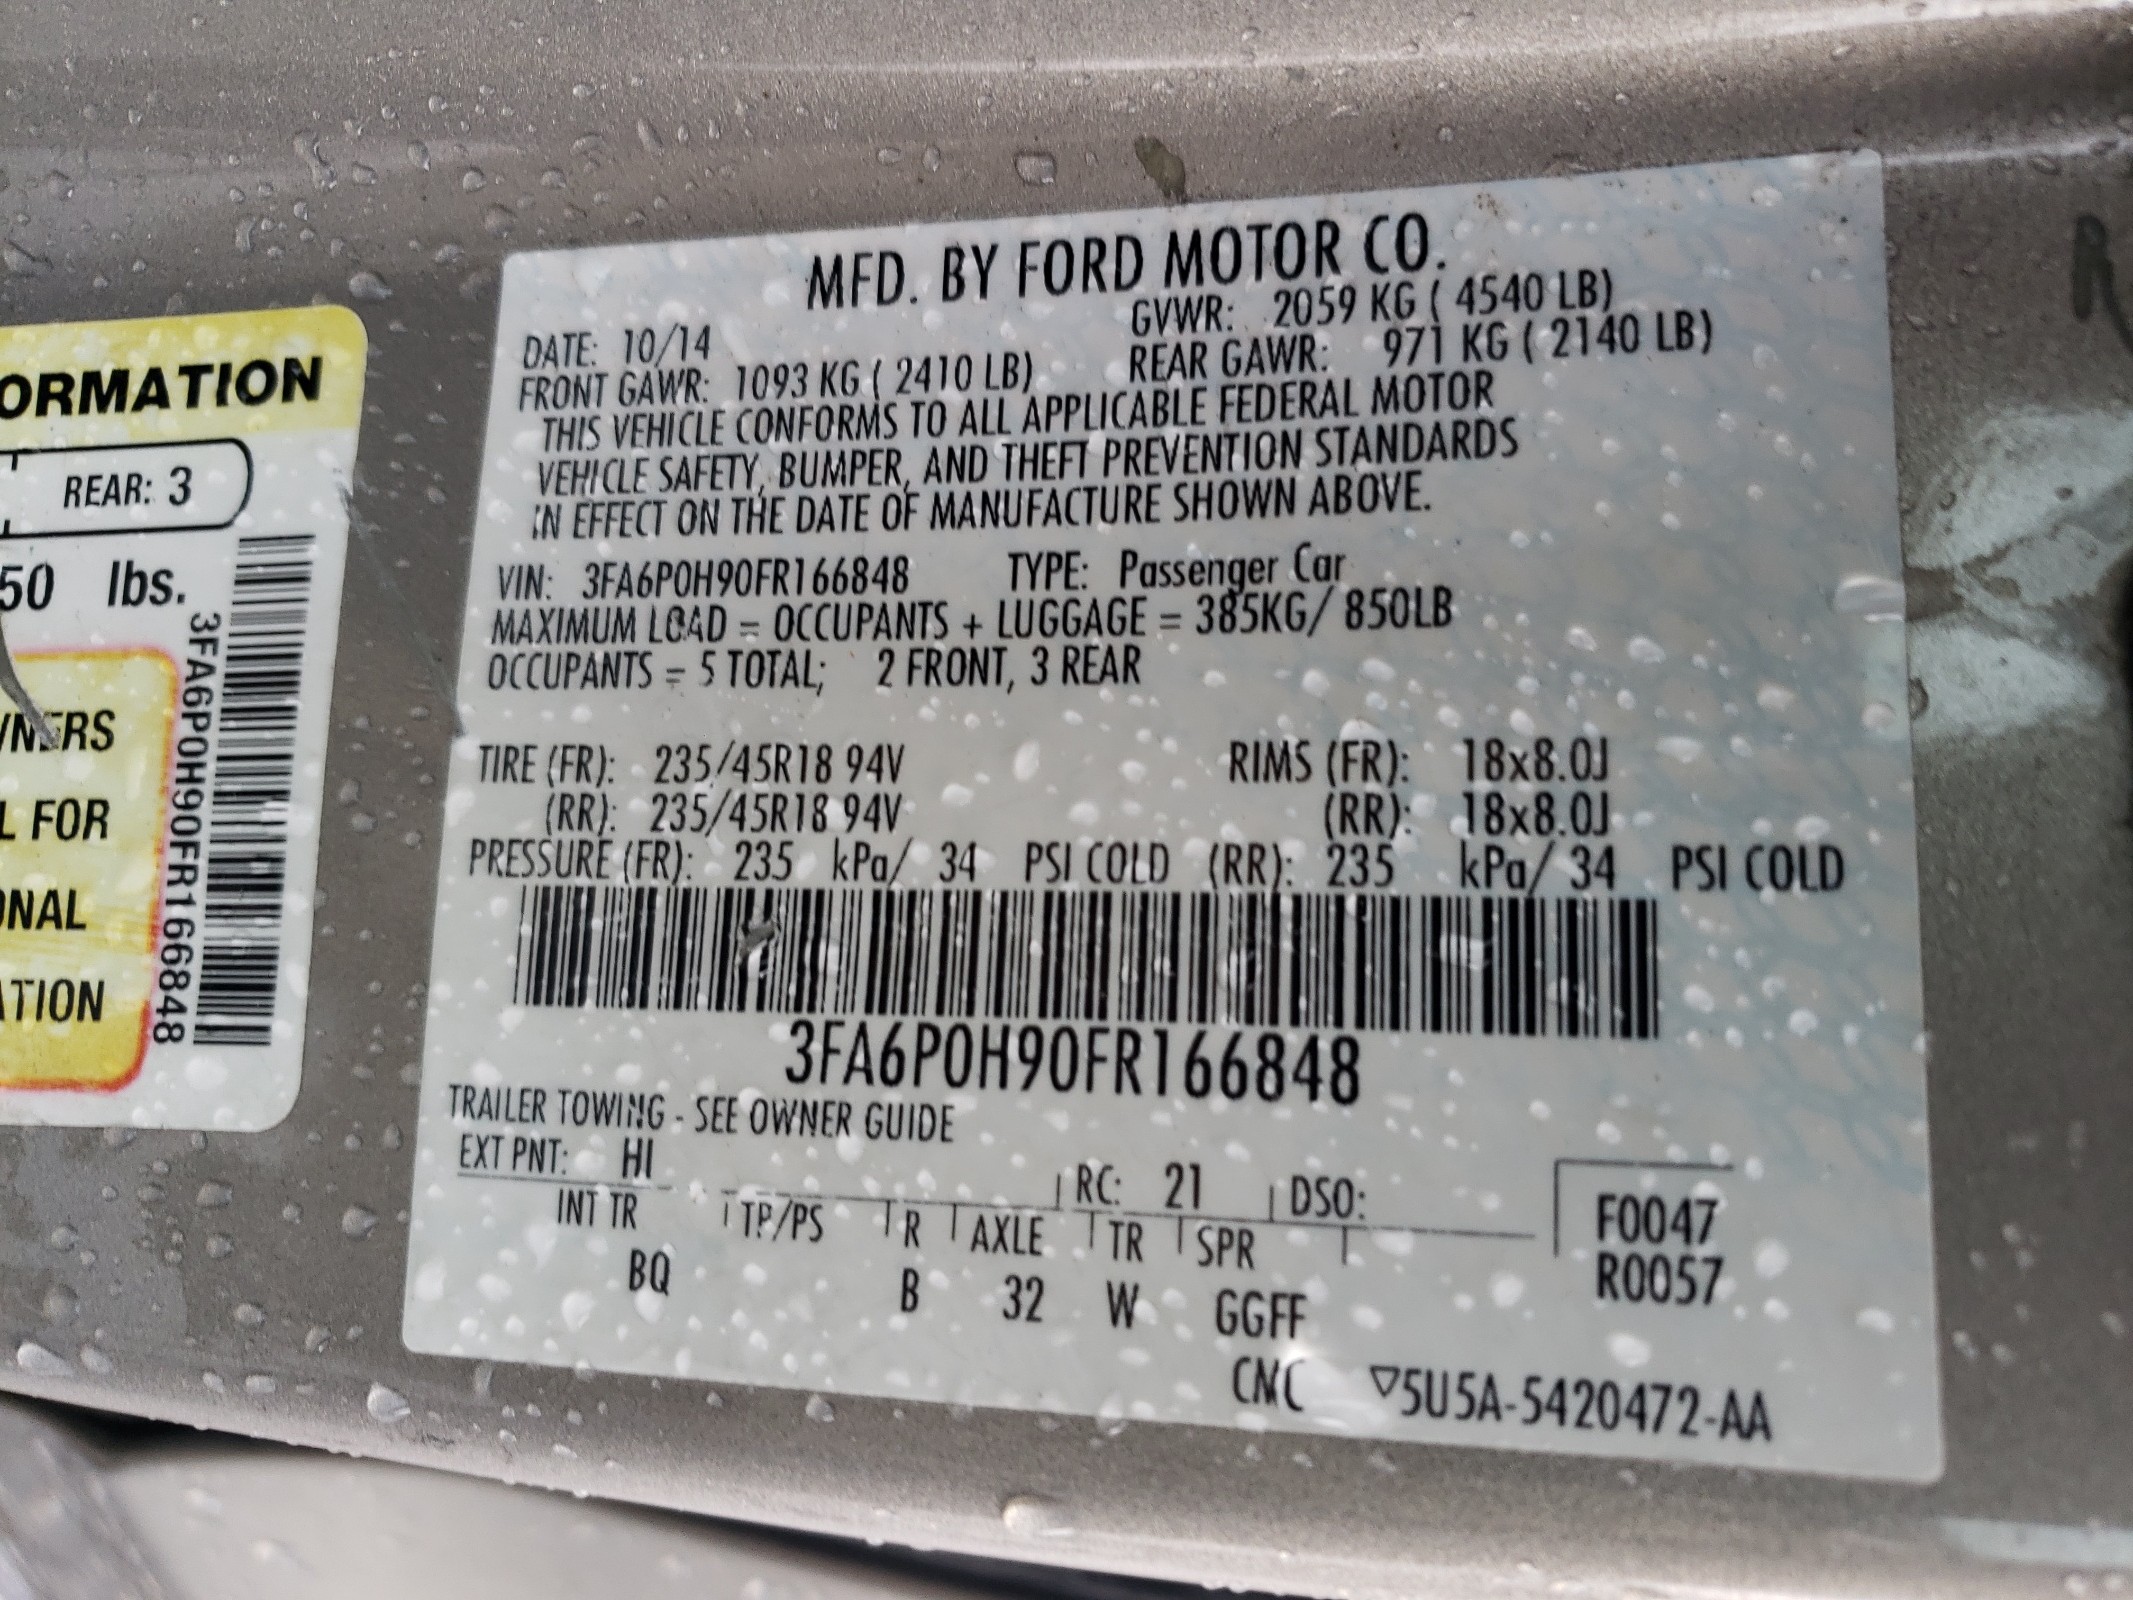 ORMATION
REAR: 3
50 lbs.
3FA6P0H90FR166848
L FOR
MFD. BY FORD MOTOR CO.
DATE: 10/14 GVWR: 2059 KG ( 4540 LB)
FRONT GAWR: 1093 KG ( 2410 LB) REAR GAWR: 971 KG ( 2140 LB)
THIS VEHICLE CONFORMS TO ALL APPLICABLE FEDERAL MOTOR
VEHICLE SAFETY, BUMPER, AND THEFT PREVENTION STANDARDS
IN EFFECT ON THE DATE OF MANUFACTURE SHOWN ABOVE.
VIN: 3FA6P0H90FR166848 TYPE: Passenger Car
MAXIMUM LOAD = OCCUPANTS + LUGGAGE = 385KG/ 850LB
OCCUPANTS = 5 TOTAL; 2 FRONT, 3 REAR
TIRE (FR): 235/45R18 94V RIMS (FR): 18x8.0J
(RR): 235/45R18 94V (RR): 18x8.0J
PRESSURE (FR): 235 kPa/ 34 PSI COLD (RR): 235 kPa/ 34 PSI COLD
3FA6P0H90FR166848
TRAILER TOWING - SEE OWNER GUIDE
EXT PNT: HI RC: 21 DSO:
INT TR TP/PS R AXLE TR SPR F0047
BQ B 32 W GGFF R0057
CNC ▽5U5A-5420472-AA